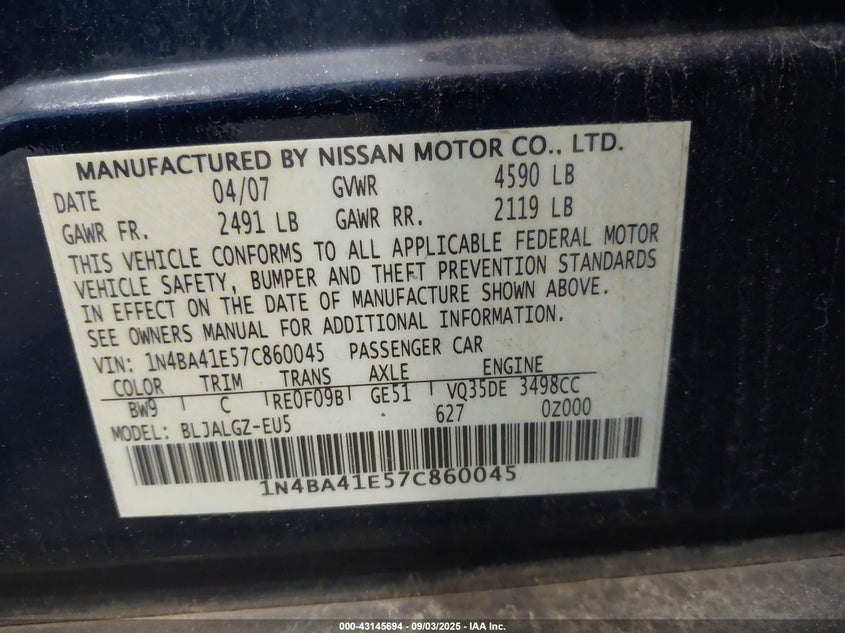 MANUFACTURED BY NISSAN MOTOR CO., LTD.
DATE 04/07 GVWR 4590 LB
GAWR FR. 2491 LB GAWR RR. 2119 LB
THIS VEHICLE CONFORMS TO ALL APPLICABLE FEDERAL MOTOR
VEHICLE SAFETY, BUMPER AND THEFT PREVENTION STANDARDS
IN EFFECT ON THE DATE OF MANUFACTURE SHOWN ABOVE.
SEE OWNERS MANUAL FOR ADDITIONAL INFORMATION.
VIN: 1N4BA41E57C860045 PASSENGER CAR
COLOR TRIM TRANS AXLE ENGINE
BW9 C RE0F09B GE51 VQ35DE 3498CC
MODEL: BLJALGZ-EU5 627 0Z000
1N4BA41E57C860045
000-43145694 - 09/03/2025 - IAA Inc.